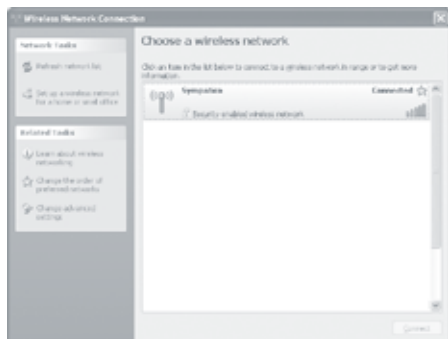 Wireless Network Connection
Network Tasks
Refresh network list
Set up a wireless network
for a home or small office
Related Tasks
Learn about wireless
networking
Change the order of
preferred networks
Change advanced
settings
Choose a wireless network
Click an item in the list below to connect to a wireless network in range or to get more
information.
Connected
Security-enabled wireless network
Connect